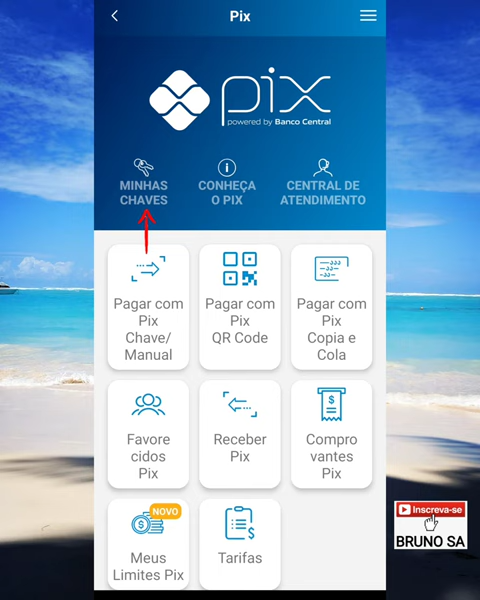 Pix
pix
powered by Banco Central
MINHAS
CHAVES
CONHEÇA
O PIX
CENTRAL DE
ATENDIMENTO
Pagar com
Pix
Chave/
Manual
Pagar com
Pix
QR Code
Pagar com
Pix
Copia e
Cola
Favore
cidos
Pix
Receber
Pix
Compro
vantes
Pix
NOVO
Meus
Limites Pix
Tarifas
Inscreva-se
BRUNO SA